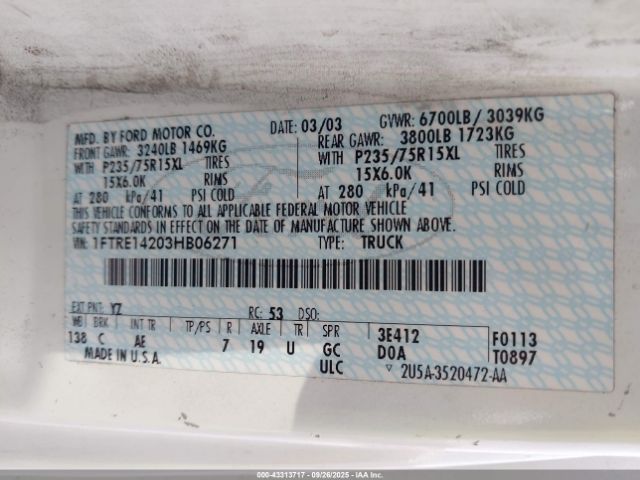 MFD. BY FORD MOTOR CO. DATE: 03/03 GVWR: 6700LB/ 3039KG
FRONT GAWR: 3240LB 1469KG REAR GAWR: 3800LB 1723KG
WITH P235/75R15XL TIRES WITH P235/75R15XL TIRES
15X6.0K RIMS 15X6.0K RIMS
AT 280 kPa/41 PSI COLD AT 280 kPa/41 PSI COLD
THIS VEHICLE CONFORMS TO ALL APPLICABLE FEDERAL MOTOR VEHICLE
SAFETY STANDARDS IN EFFECT ON THE DATE OF MANUFACTURE SHOWN ABOVE.
VIN: 1FTRE14203HB06271 TYPE: TRUCK
EXT PNT: YZ RC: 53 DSO:
WB BRK INT TR TP/PS R AXLE TR SPR 3E412 F0113
138 C AE 7 19 U GC D0A T0897
MADE IN U.S.A. ULC ▽ 2U5A-3520472-AA
000-43313717 - 09/26/2025 - IAAI.com